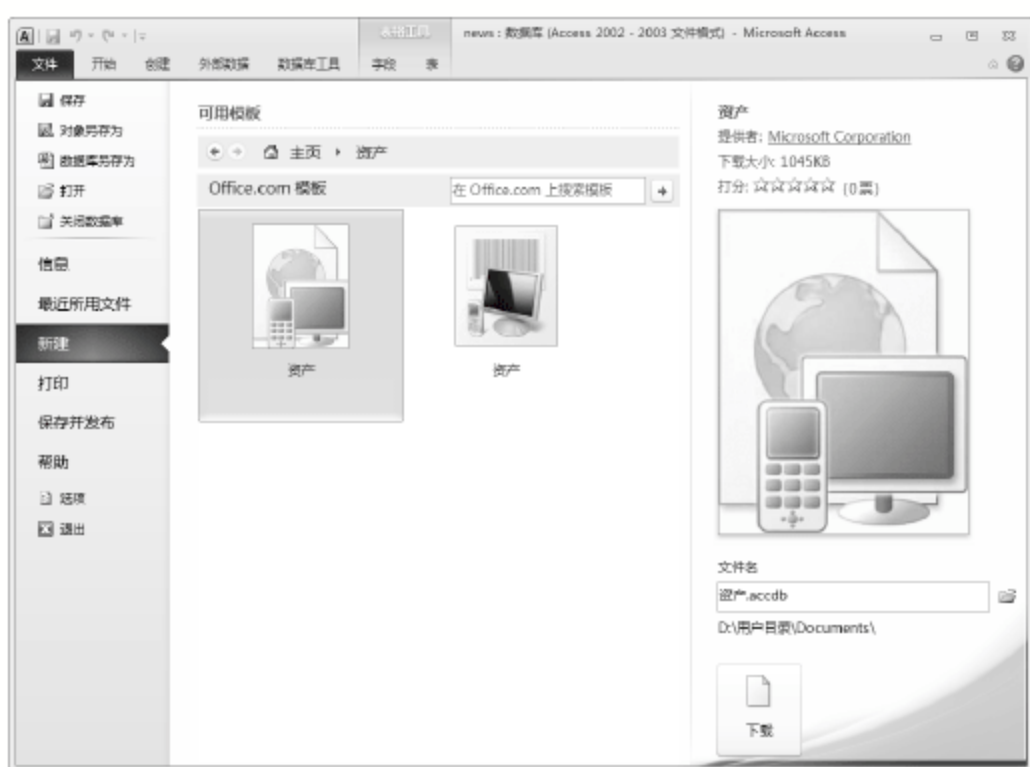 表格工具
news : 数据库 (Access 2002 - 2003 文件格式) - Microsoft Access
文件 开始 创建 外部数据 数据库工具 字段 表
保存
对象另存为
数据库另存为
打开
关闭数据库
信息
最近所用文件
新建
打印
保存并发布
帮助
选项
退出
可用模板
主页 资产
Office.com 模板
在 Office.com 上搜索模板
资产
资产
资产
提供者: Microsoft Corporation
下载大小: 1045KB
打分: (0票)
文件名
资产.accdb
D:\用户目录\Documents\
下载